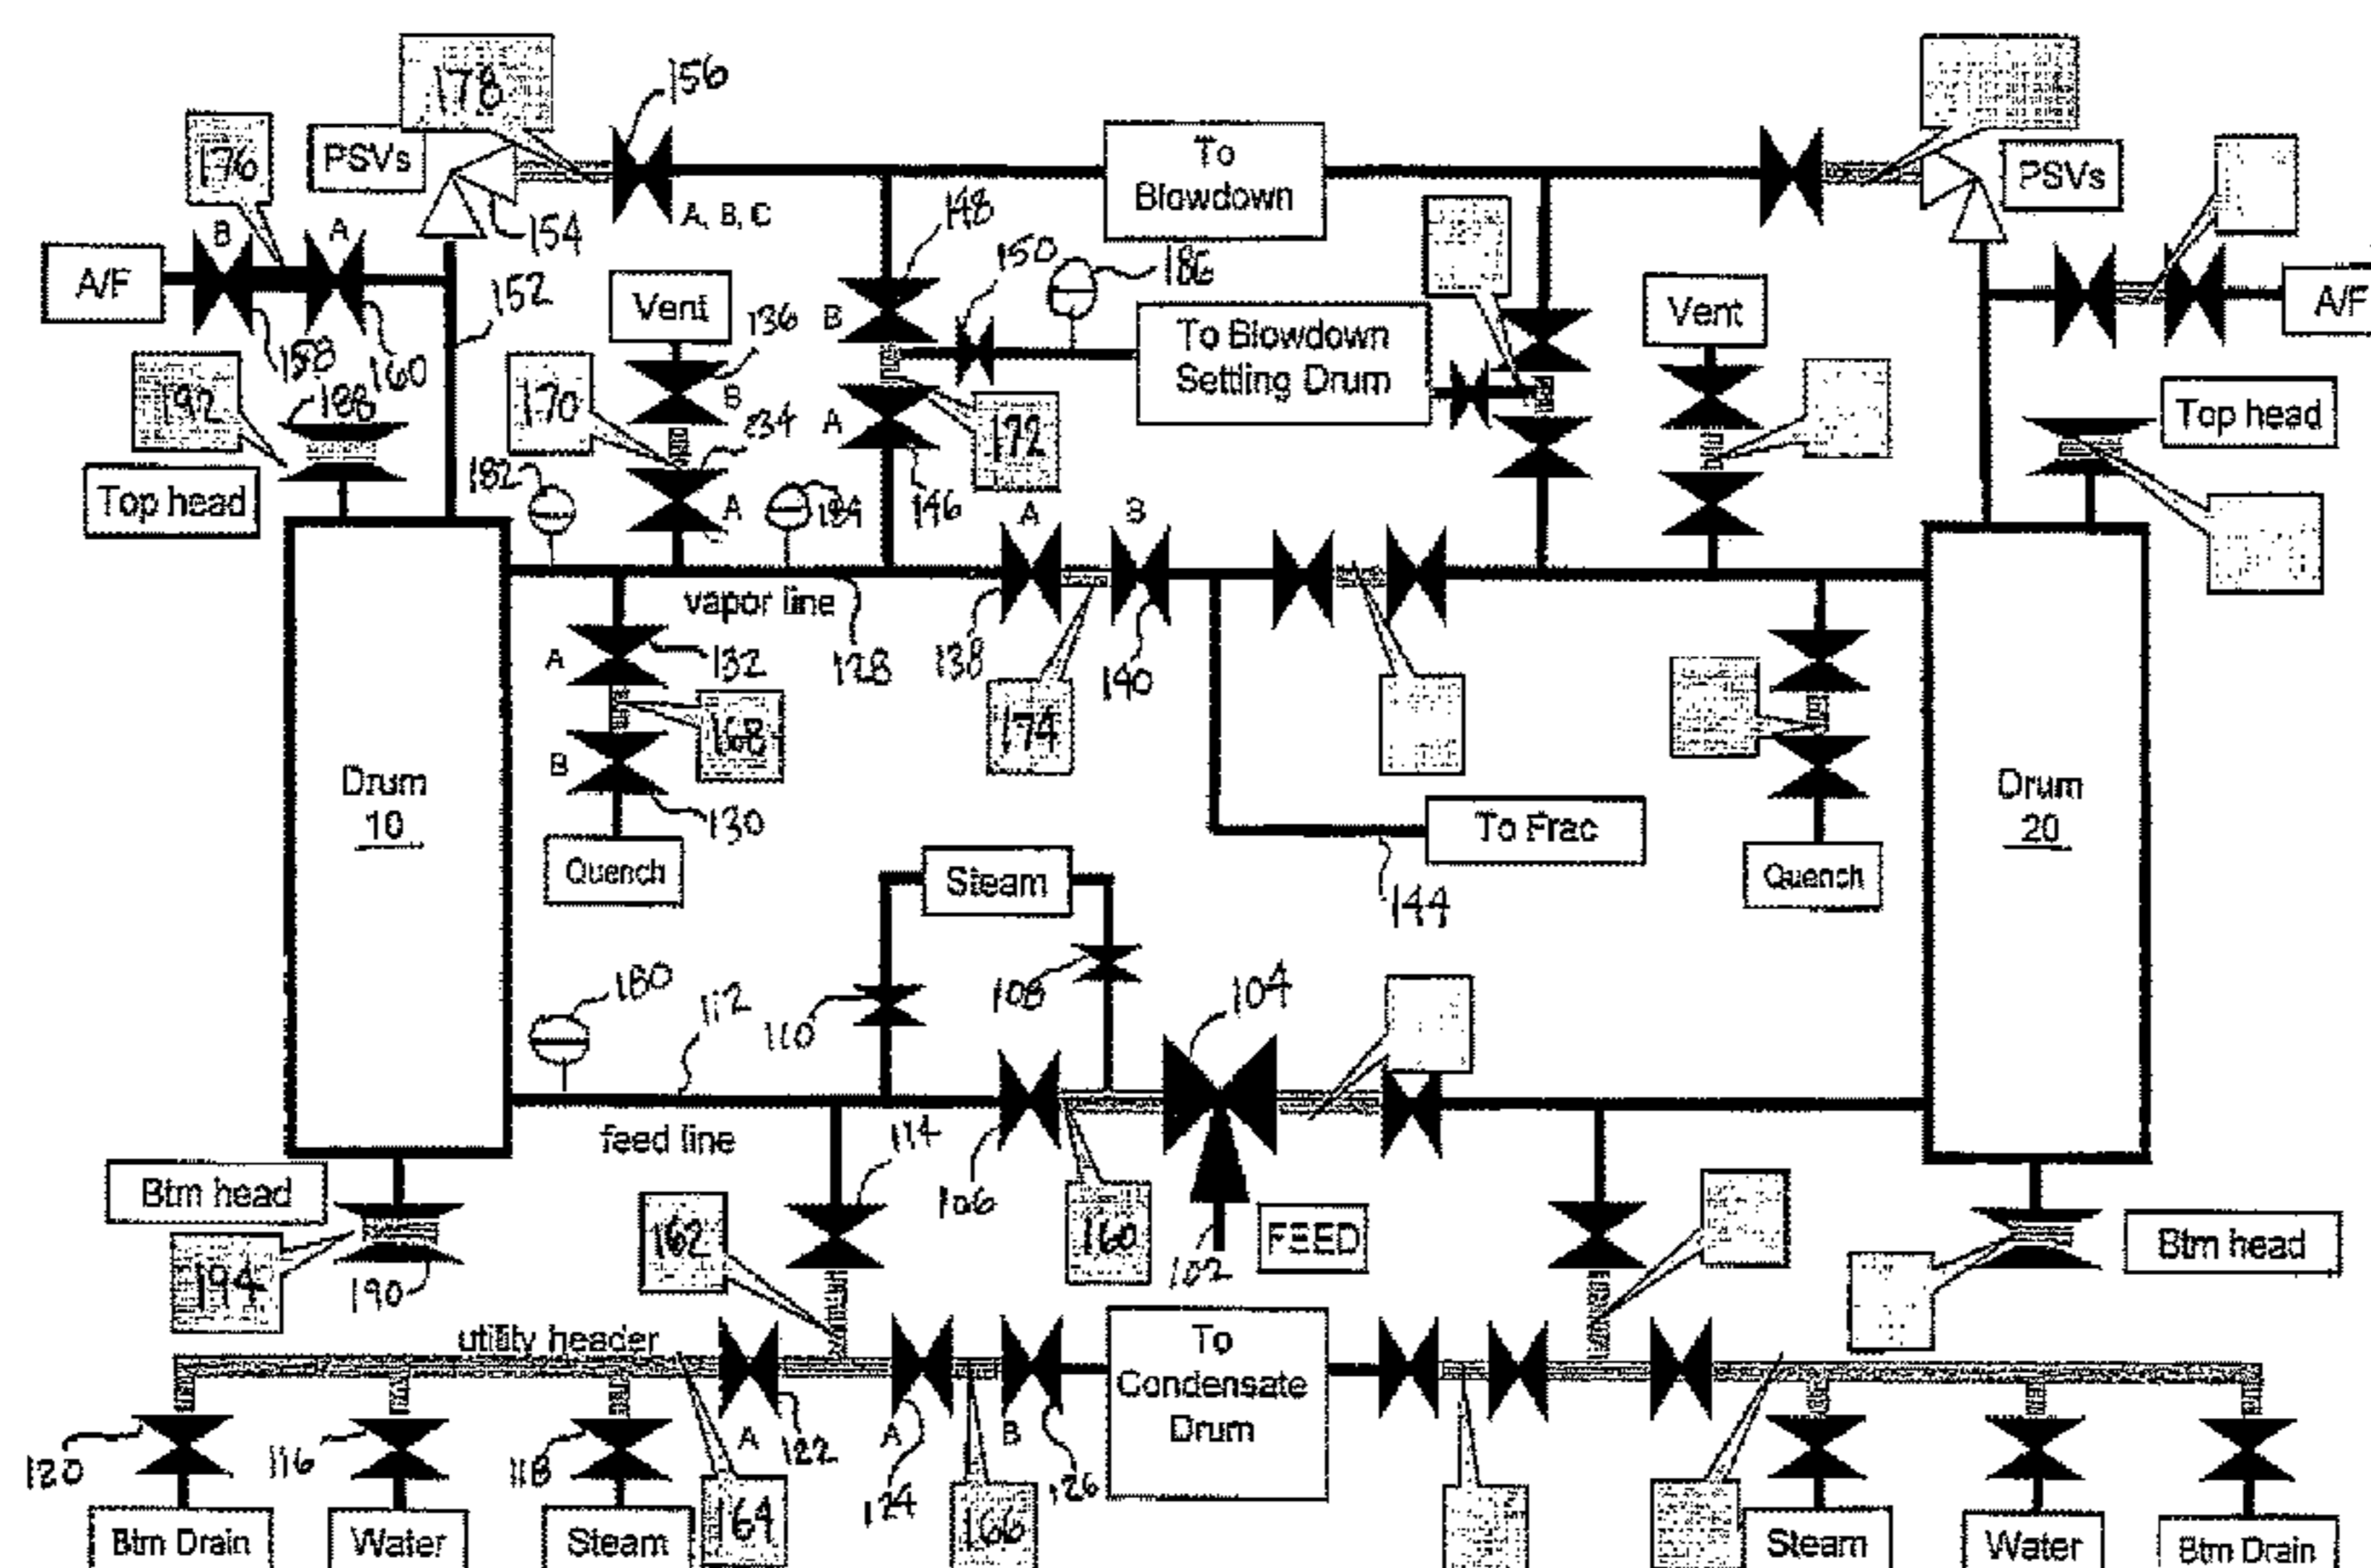 178
156
176
PSVs
To
Blowdown
PSVs
A, B, C
148
B
A
154
150
186
A/F
152
Vent
136
B
To Blowdown
Settling Drum
Vent
A/F
158
160
192
188
170
B
134
A
172
Top head
Top head
182
A
184
146
A
B
vapor line
128
138
140
174
A
132
168
B
130
Drum
10
Drum
20
Quench
To Frac
Quench
Steam
144
180
112
110
108
104
feed line
114
106
160
102
FEED
Btm head
162
Btm head
194
190
utility header
To
Condensate
Drum
120
116
118
A
122
A
124
B
126
164
166
Btm Drain
Water
Steam
Steam
Water
Btm Drain